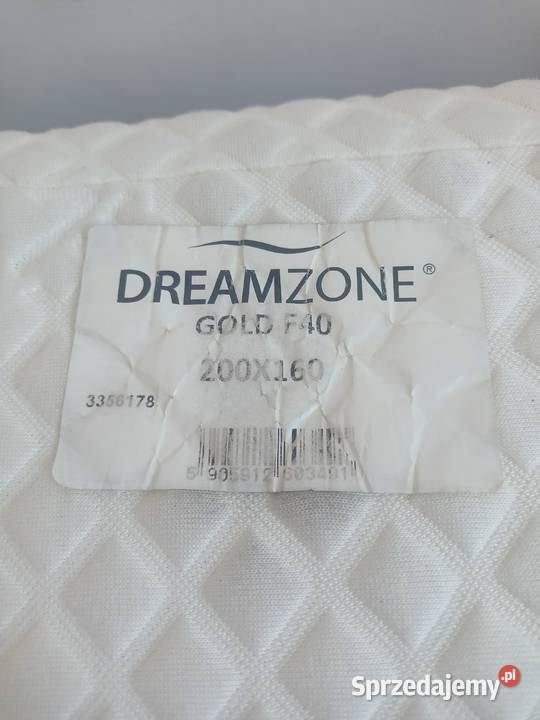 DREAMZONE®
GOLD F40
200X160
3356178
5 905912 603491
Sprzedajemy.pl